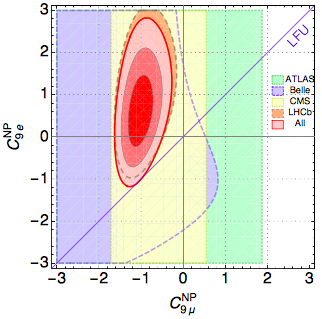 3
2
1
0
−1
−2
−3
−3 −2 −1 0 1 2 3
C^NP_9e
C^NP_9μ
LFU
ATLAS
Belle
CMS
LHCb
All